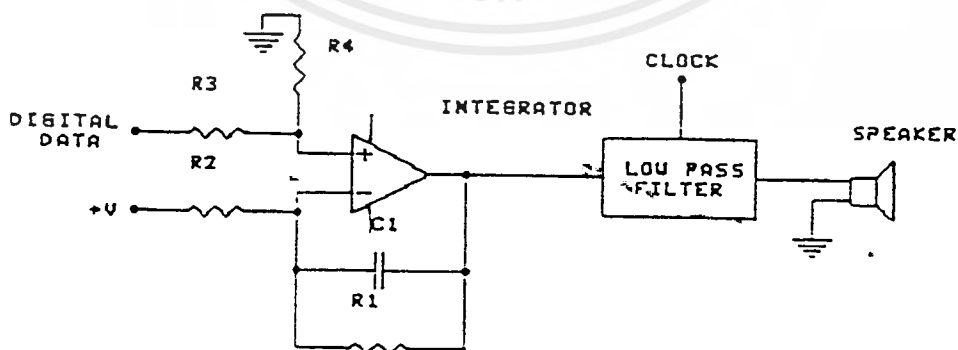 R4
CLOCK
R3
INTEGRATOR
DIGITAL
DATA
SPEAKER
R2
+
LOW PASS
FILTER
-
+V
C1
R1